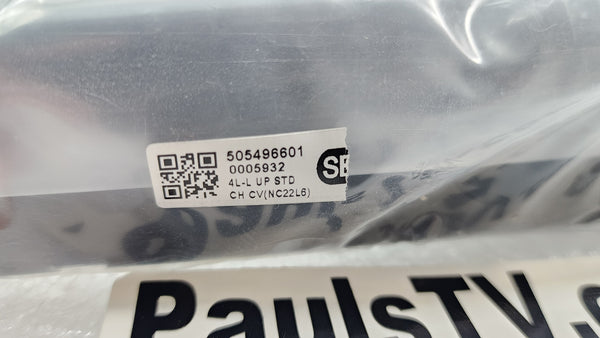 505496601
0005932
4L-L UP STD
CH CV(NC22L6)
SE
PaulsTV.c